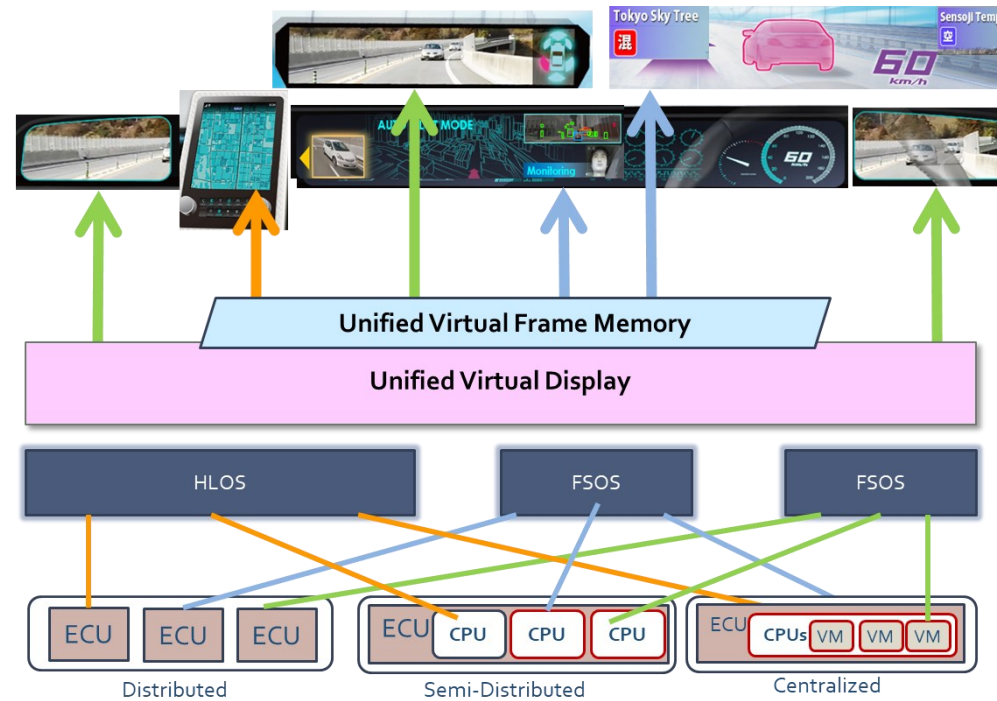 Tokyo Sky Tree
混
60
km/h
Sensoji Temp
空
AU
T MODE
Monitoring
60
Unified Virtual Frame Memory
Unified Virtual Display
HLOS
FSOS
FSOS
ECU
ECU
ECU
ECU
CPU
CPU
CPU
ECU
CPUs
VM
VM
VM
Distributed
Semi-Distributed
Centralized